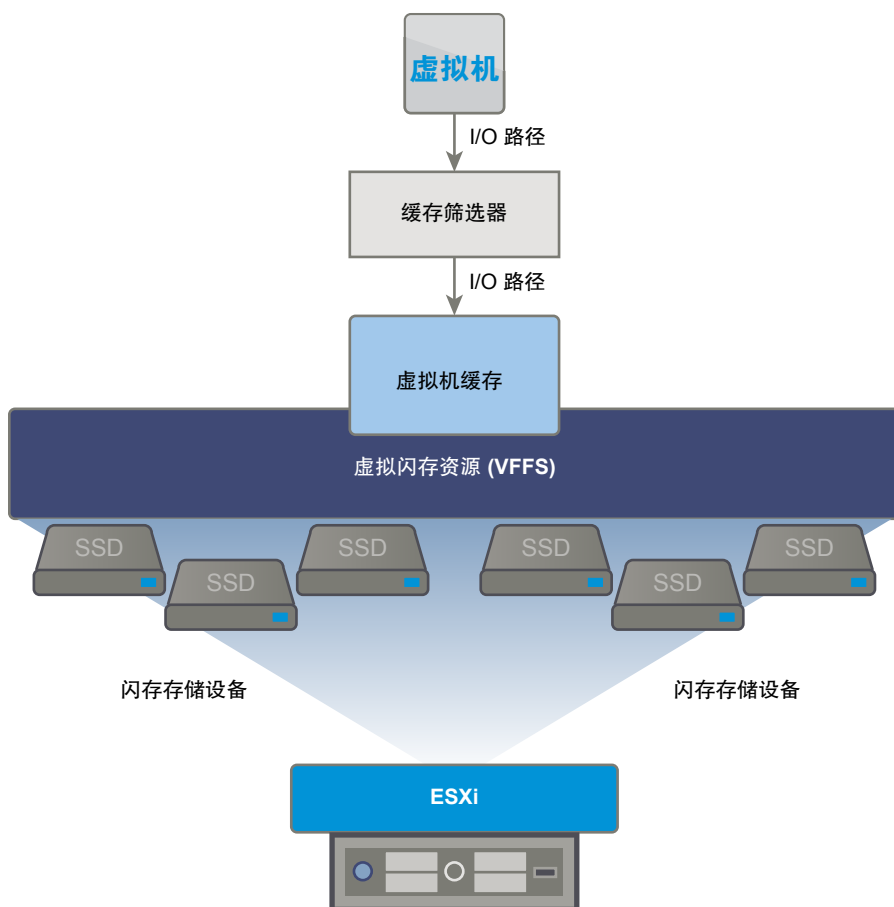 虚拟机
I/O 路径
缓存筛选器
I/O 路径
虚拟机缓存
虚拟闪存资源 (VFFS)
SSD
SSD
SSD
SSD
SSD
SSD
闪存存储设备
闪存存储设备
ESXi